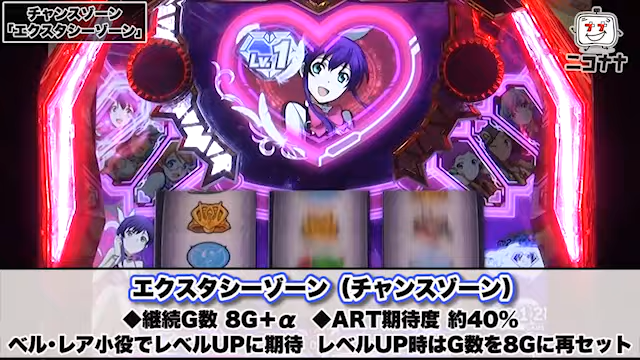 チャンスゾーン
「エクスタシーゾーン」
ニコナナ
Lv.1
エクスタシーゾーン（チャンスゾーン）
◆継続G数 8G+α ◆ART期待度 約40%
ベル・レア小役でレベルUPに期待 レベルUP時はG数を8Gに再セット